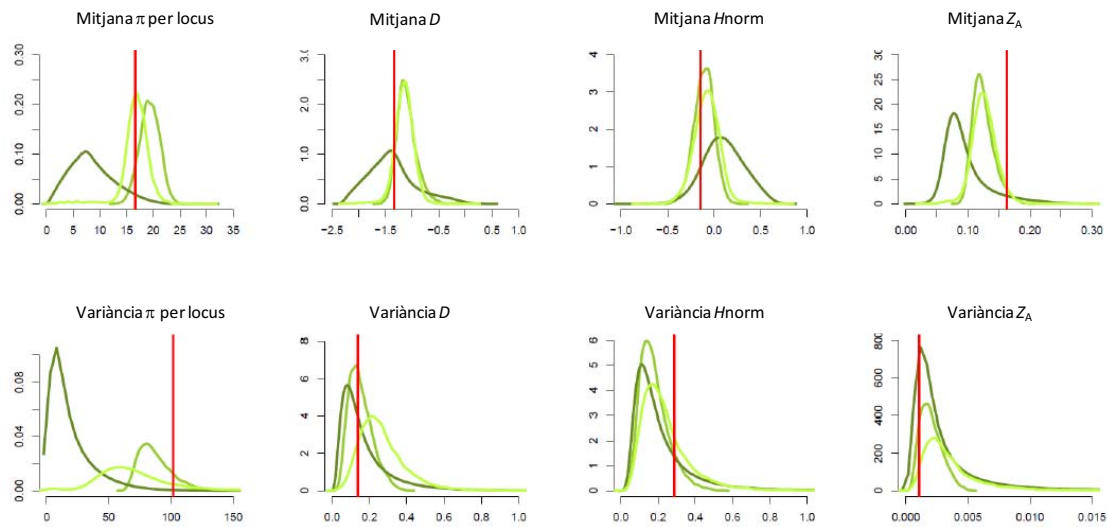 Mitjana π per locus
Mitjana D
Mitjana Hnorm
Mitjana ZA
0.00 0.10 0.20 0.30
0 5 10 15 20 25 30 35
0.0 1.0 2.0
−2.5 −1.5 −0.5 0.5 1.0
0 1 2 3 4
−1.0 −0.5 0.0 0.5 1.0
0 5 10 15 20 25
0.00 0.10 0.20 0.30
Variància π per locus
Variància D
Variància Hnorm
Variància ZA
0.00 0.04 0.08
0 50 100 150
0 2 4 6 8
0.0 0.2 0.4 0.6 0.8 1.0
0 1 2 3 4 5 6
0.0 0.2 0.4 0.6 0.8 1.0
0 200 400 600
0.000 0.005 0.010 0.015